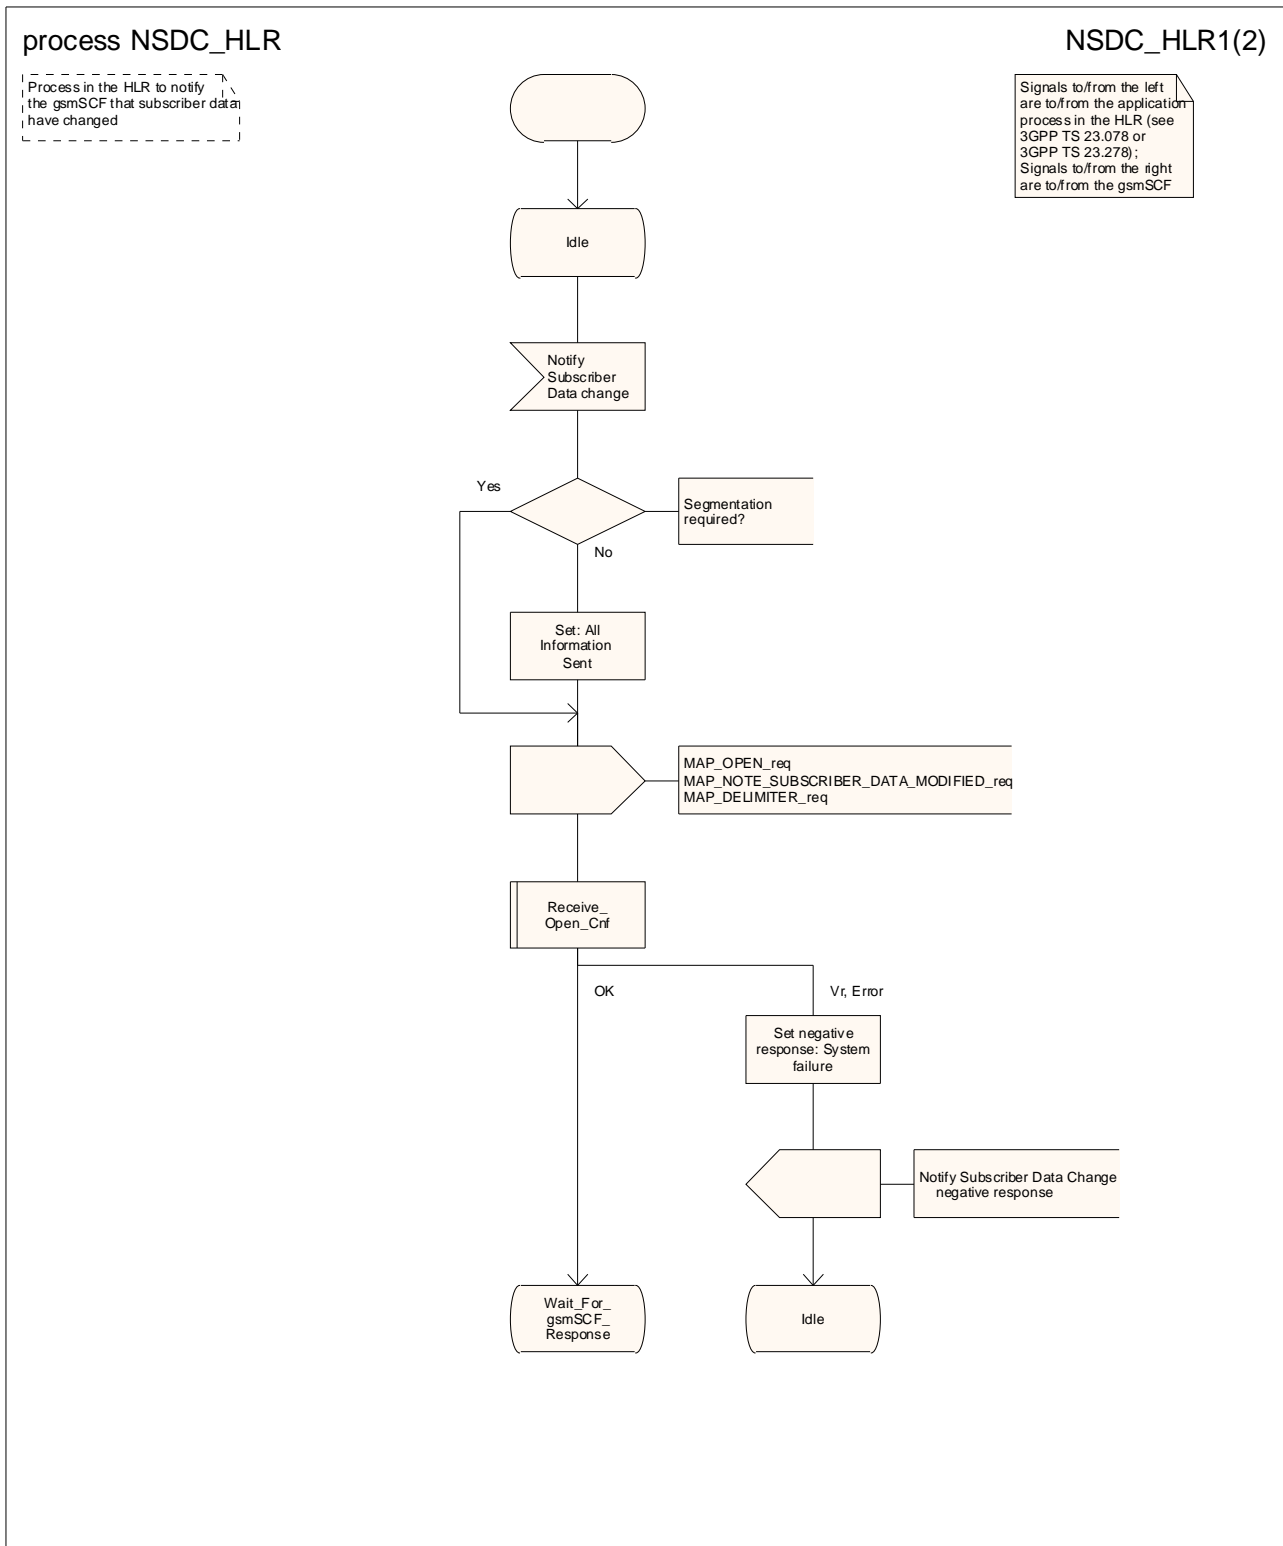 process NSDC_HLR
NSDC_HLR1(2)
Process in the HLR to notify
the gsmSCF that subscriber data
have changed
Signals to/from the left
are to/from the application
process in the HLR (see
3GPP TS 23.078 or
3GPP TS 23.278);
Signals to/from the right
are to/from the gsmSCF
Idle
Notify
Subscriber
Data change
Yes
Segmentation
required?
No
Set: All
Information
Sent
MAP_OPEN_req
MAP_NOTE_SUBSCRIBER_DATA_MODIFIED_req
MAP_DELIMITER_req
Receive_
Open_Cnf
OK
Vr, Error
Set negative
response: System
failure
Notify Subscriber Data Change
negative response
Wait_For_
gsmSCF_
Response
Idle